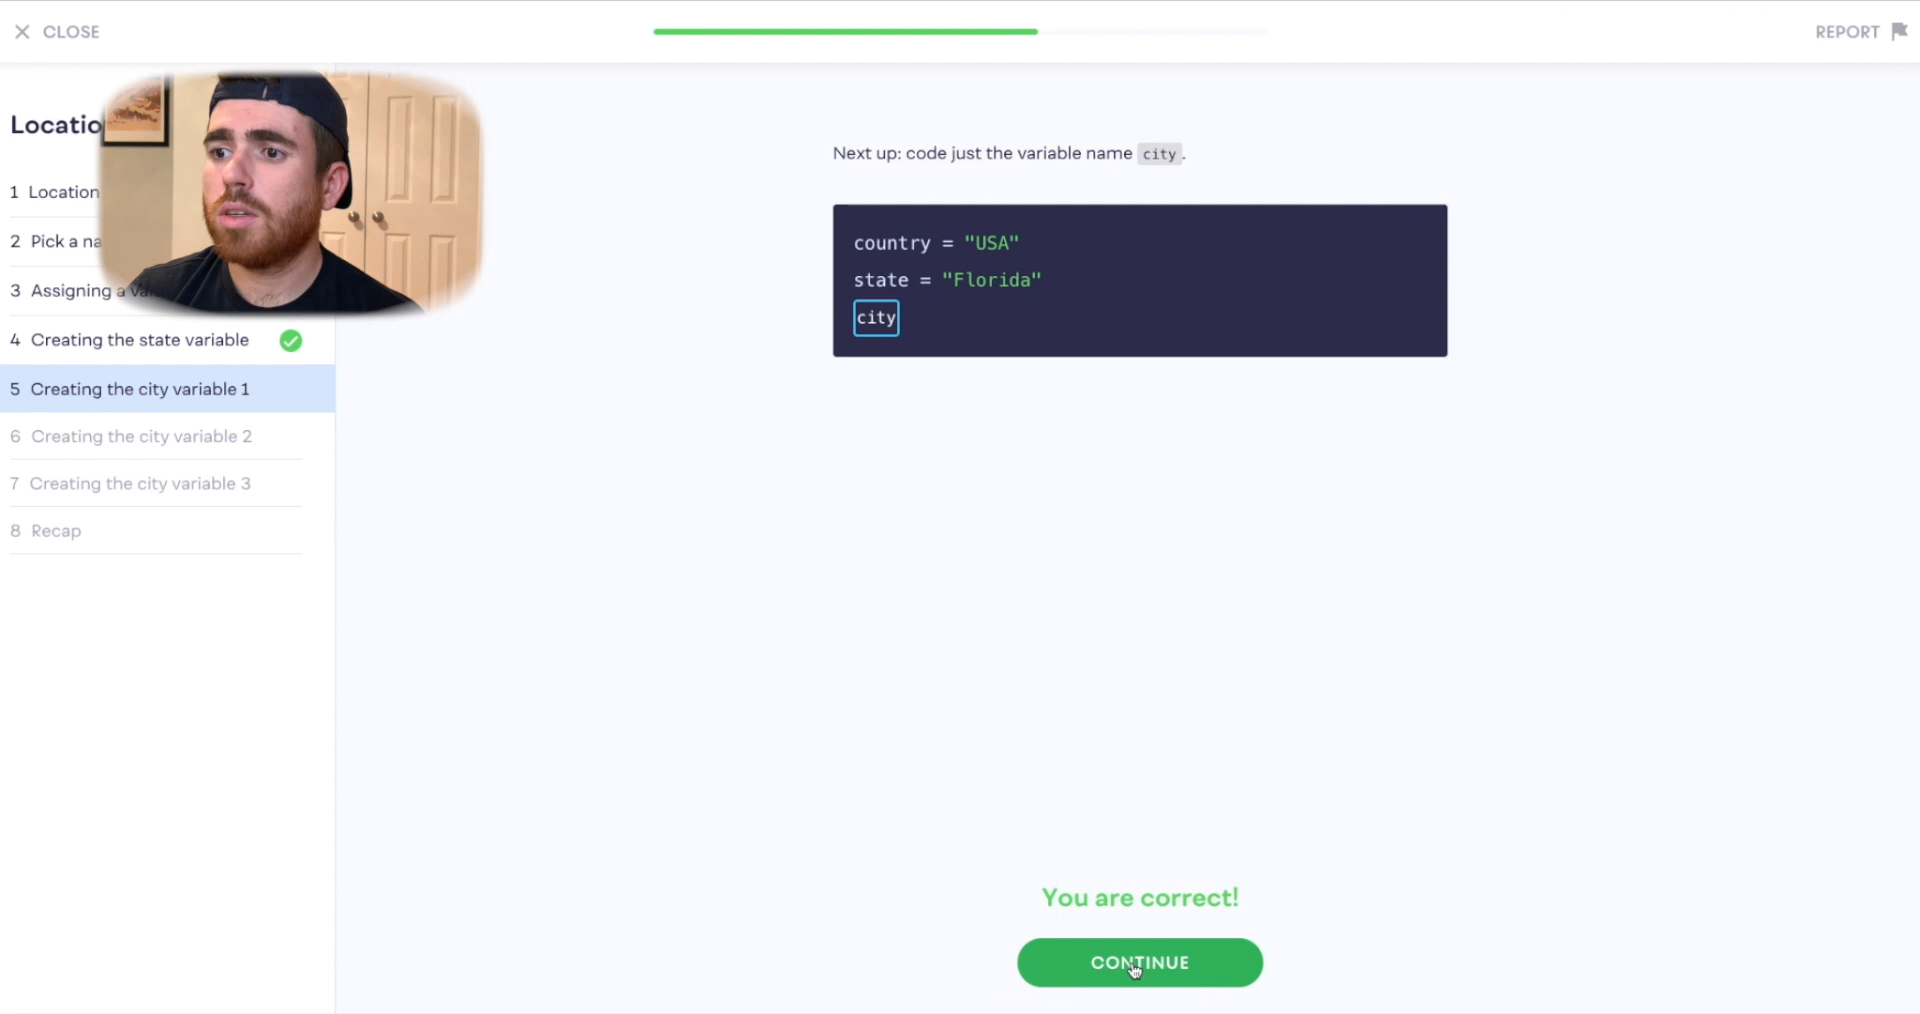 CLOSE
REPORT
Locatio
1 Location
2 Pick a na
3 Assigning a va
4 Creating the state variable
5 Creating the city variable 1
6 Creating the city variable 2
7 Creating the city variable 3
8 Recap
Next up: code just the variable name city.
country = "USA"
state = "Florida"
city
You are correct!
CONTINUE